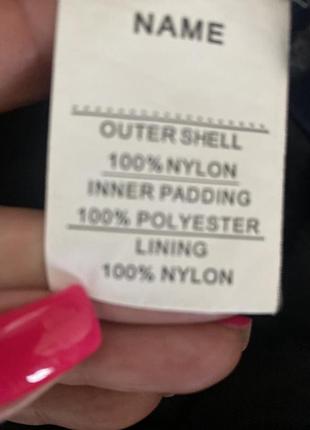 NAME
OUTER SHELL
100% NYLON
INNER PADDING
100% POLYESTER
LINING
100% NYLON